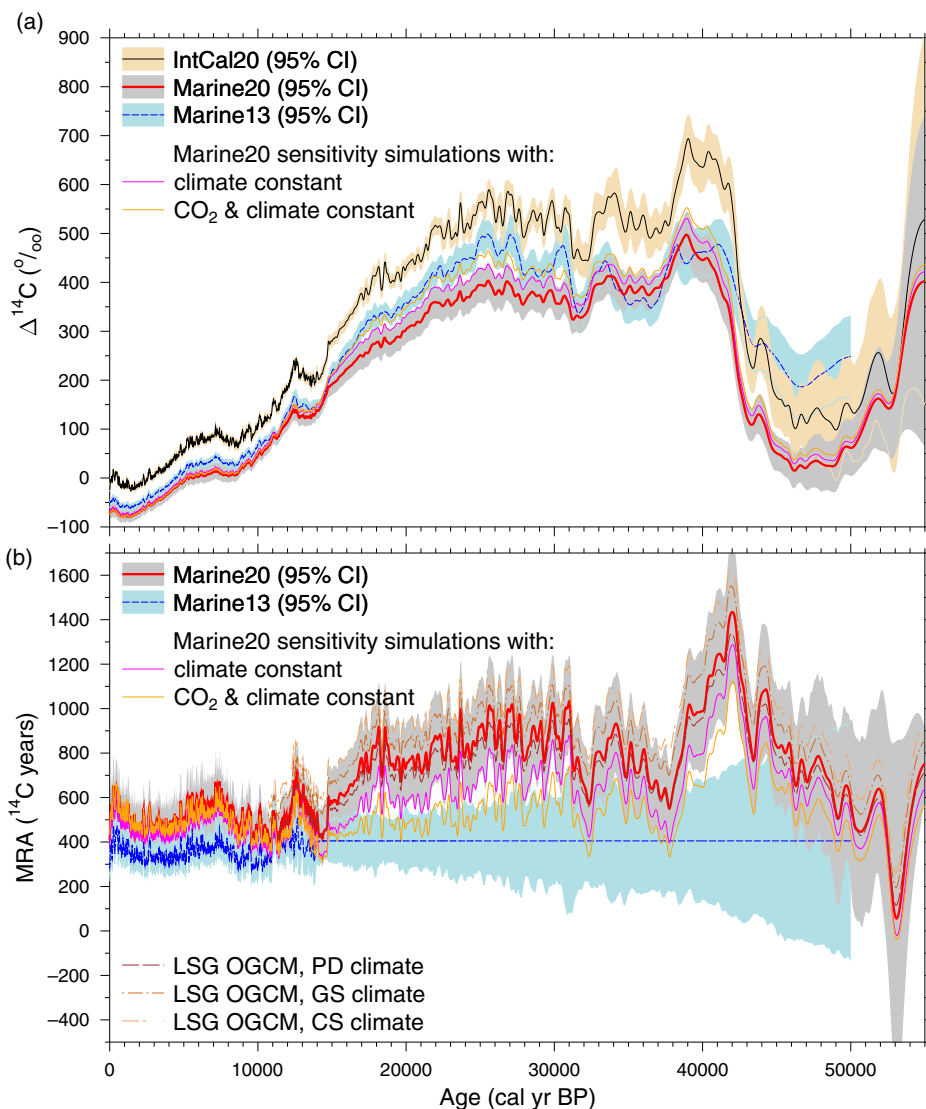 (a)
900
800
700
600
500
400
300
200
100
0
−100
Δ ¹⁴C (°/₀₀)
IntCal20 (95% CI)
Marine20 (95% CI)
Marine13 (95% CI)
Marine20 sensitivity simulations with:
climate constant
CO₂ & climate constant
(b)
1600
1400
1200
1000
800
600
400
200
0
−200
−400
MRA (¹⁴C years)
Marine20 (95% CI)
Marine13 (95% CI)
Marine20 sensitivity simulations with:
climate constant
CO₂ & climate constant
LSG OGCM, PD climate
LSG OGCM, GS climate
LSG OGCM, CS climate
0 10000 20000 30000 40000 50000
Age (cal yr BP)